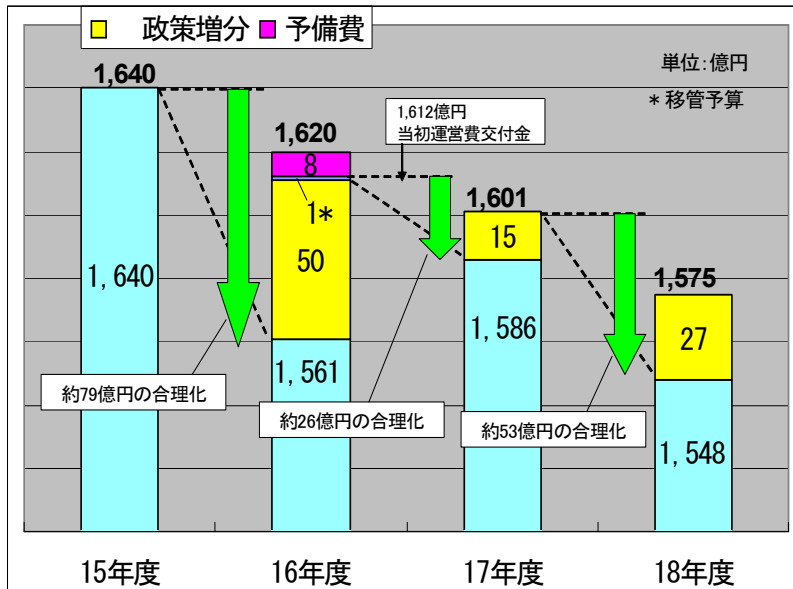 政策増分 予備費
単位:億円
*移管予算
1,640
1,620
1,601
1,575
1,612億円
当初運営費交付金
8
1*
50
15
27
1,640
1,561
1,586
1,548
約79億円の合理化
約26億円の合理化
約53億円の合理化
15年度 16年度 17年度 18年度